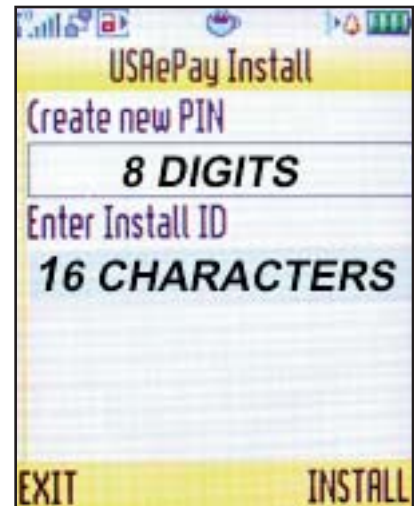 USAePay Install
Create new PIN
8 DIGITS
Enter Install ID
16 CHARACTERS
EXIT INSTALL